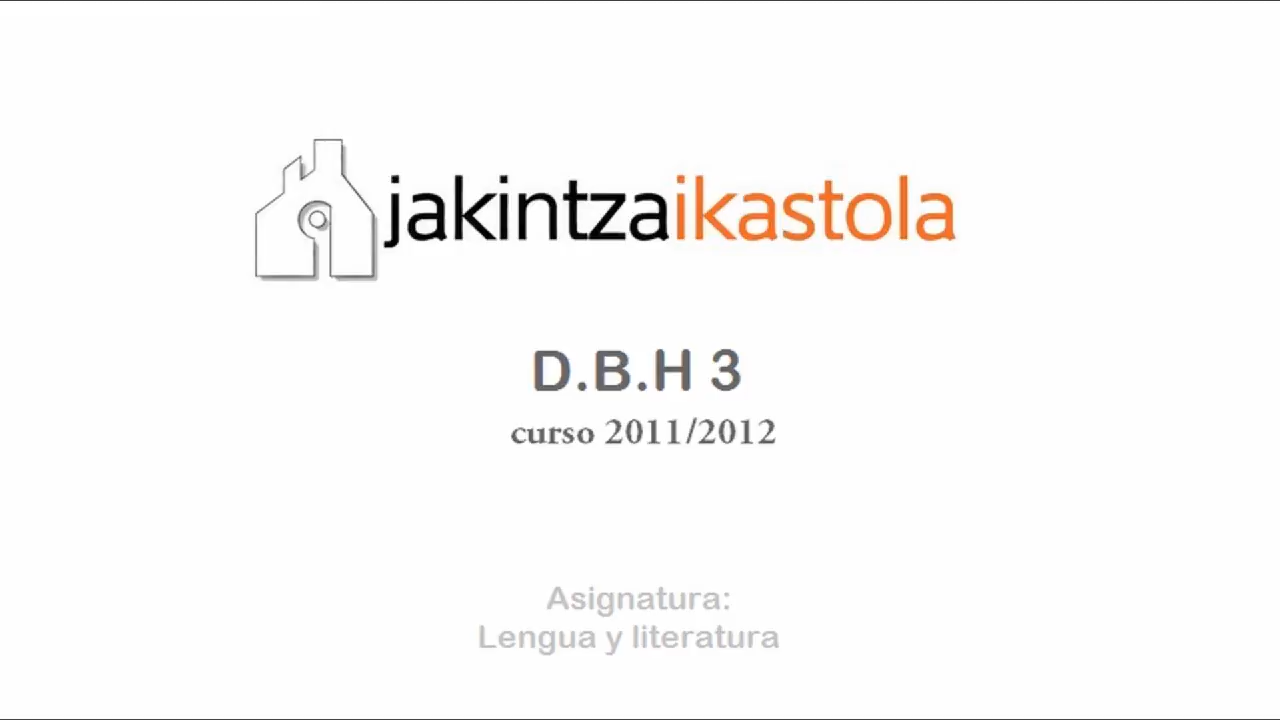 jakintzaikastola
D.B.H 3
curso 2011/2012
Asignatura:
Lengua y literatura